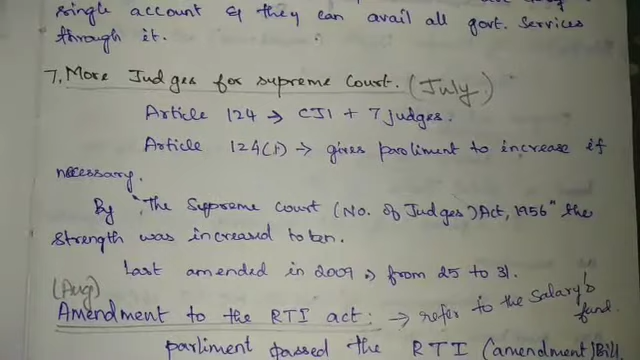 single account & they can avail all govt. services
through it.
7. More Judges for supreme court. (July)
Article 124 → CJI + 7 judges.
Article 124(1) → gives parliment to increase if
necessary.
By "The Supreme Court (No. of Judges) Act, 1956" the
strength was increased to ten.
Last amended in 2009 → from 25 to 31.
(Aug)
Amendment to the RTI act: → refer to the salary's
fund.
parliment passed the RTI (amendment) Bill